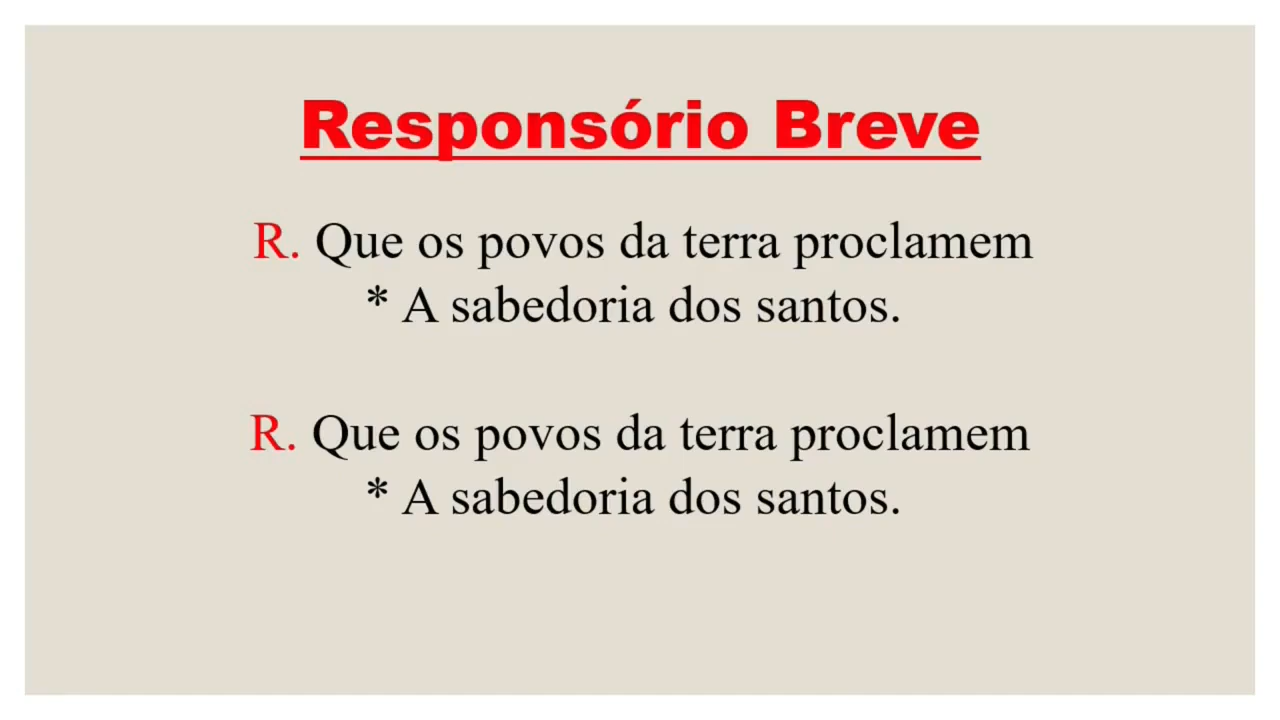 Responsório Breve
R. Que os povos da terra proclamem
* A sabedoria dos santos.
R. Que os povos da terra proclamem
* A sabedoria dos santos.